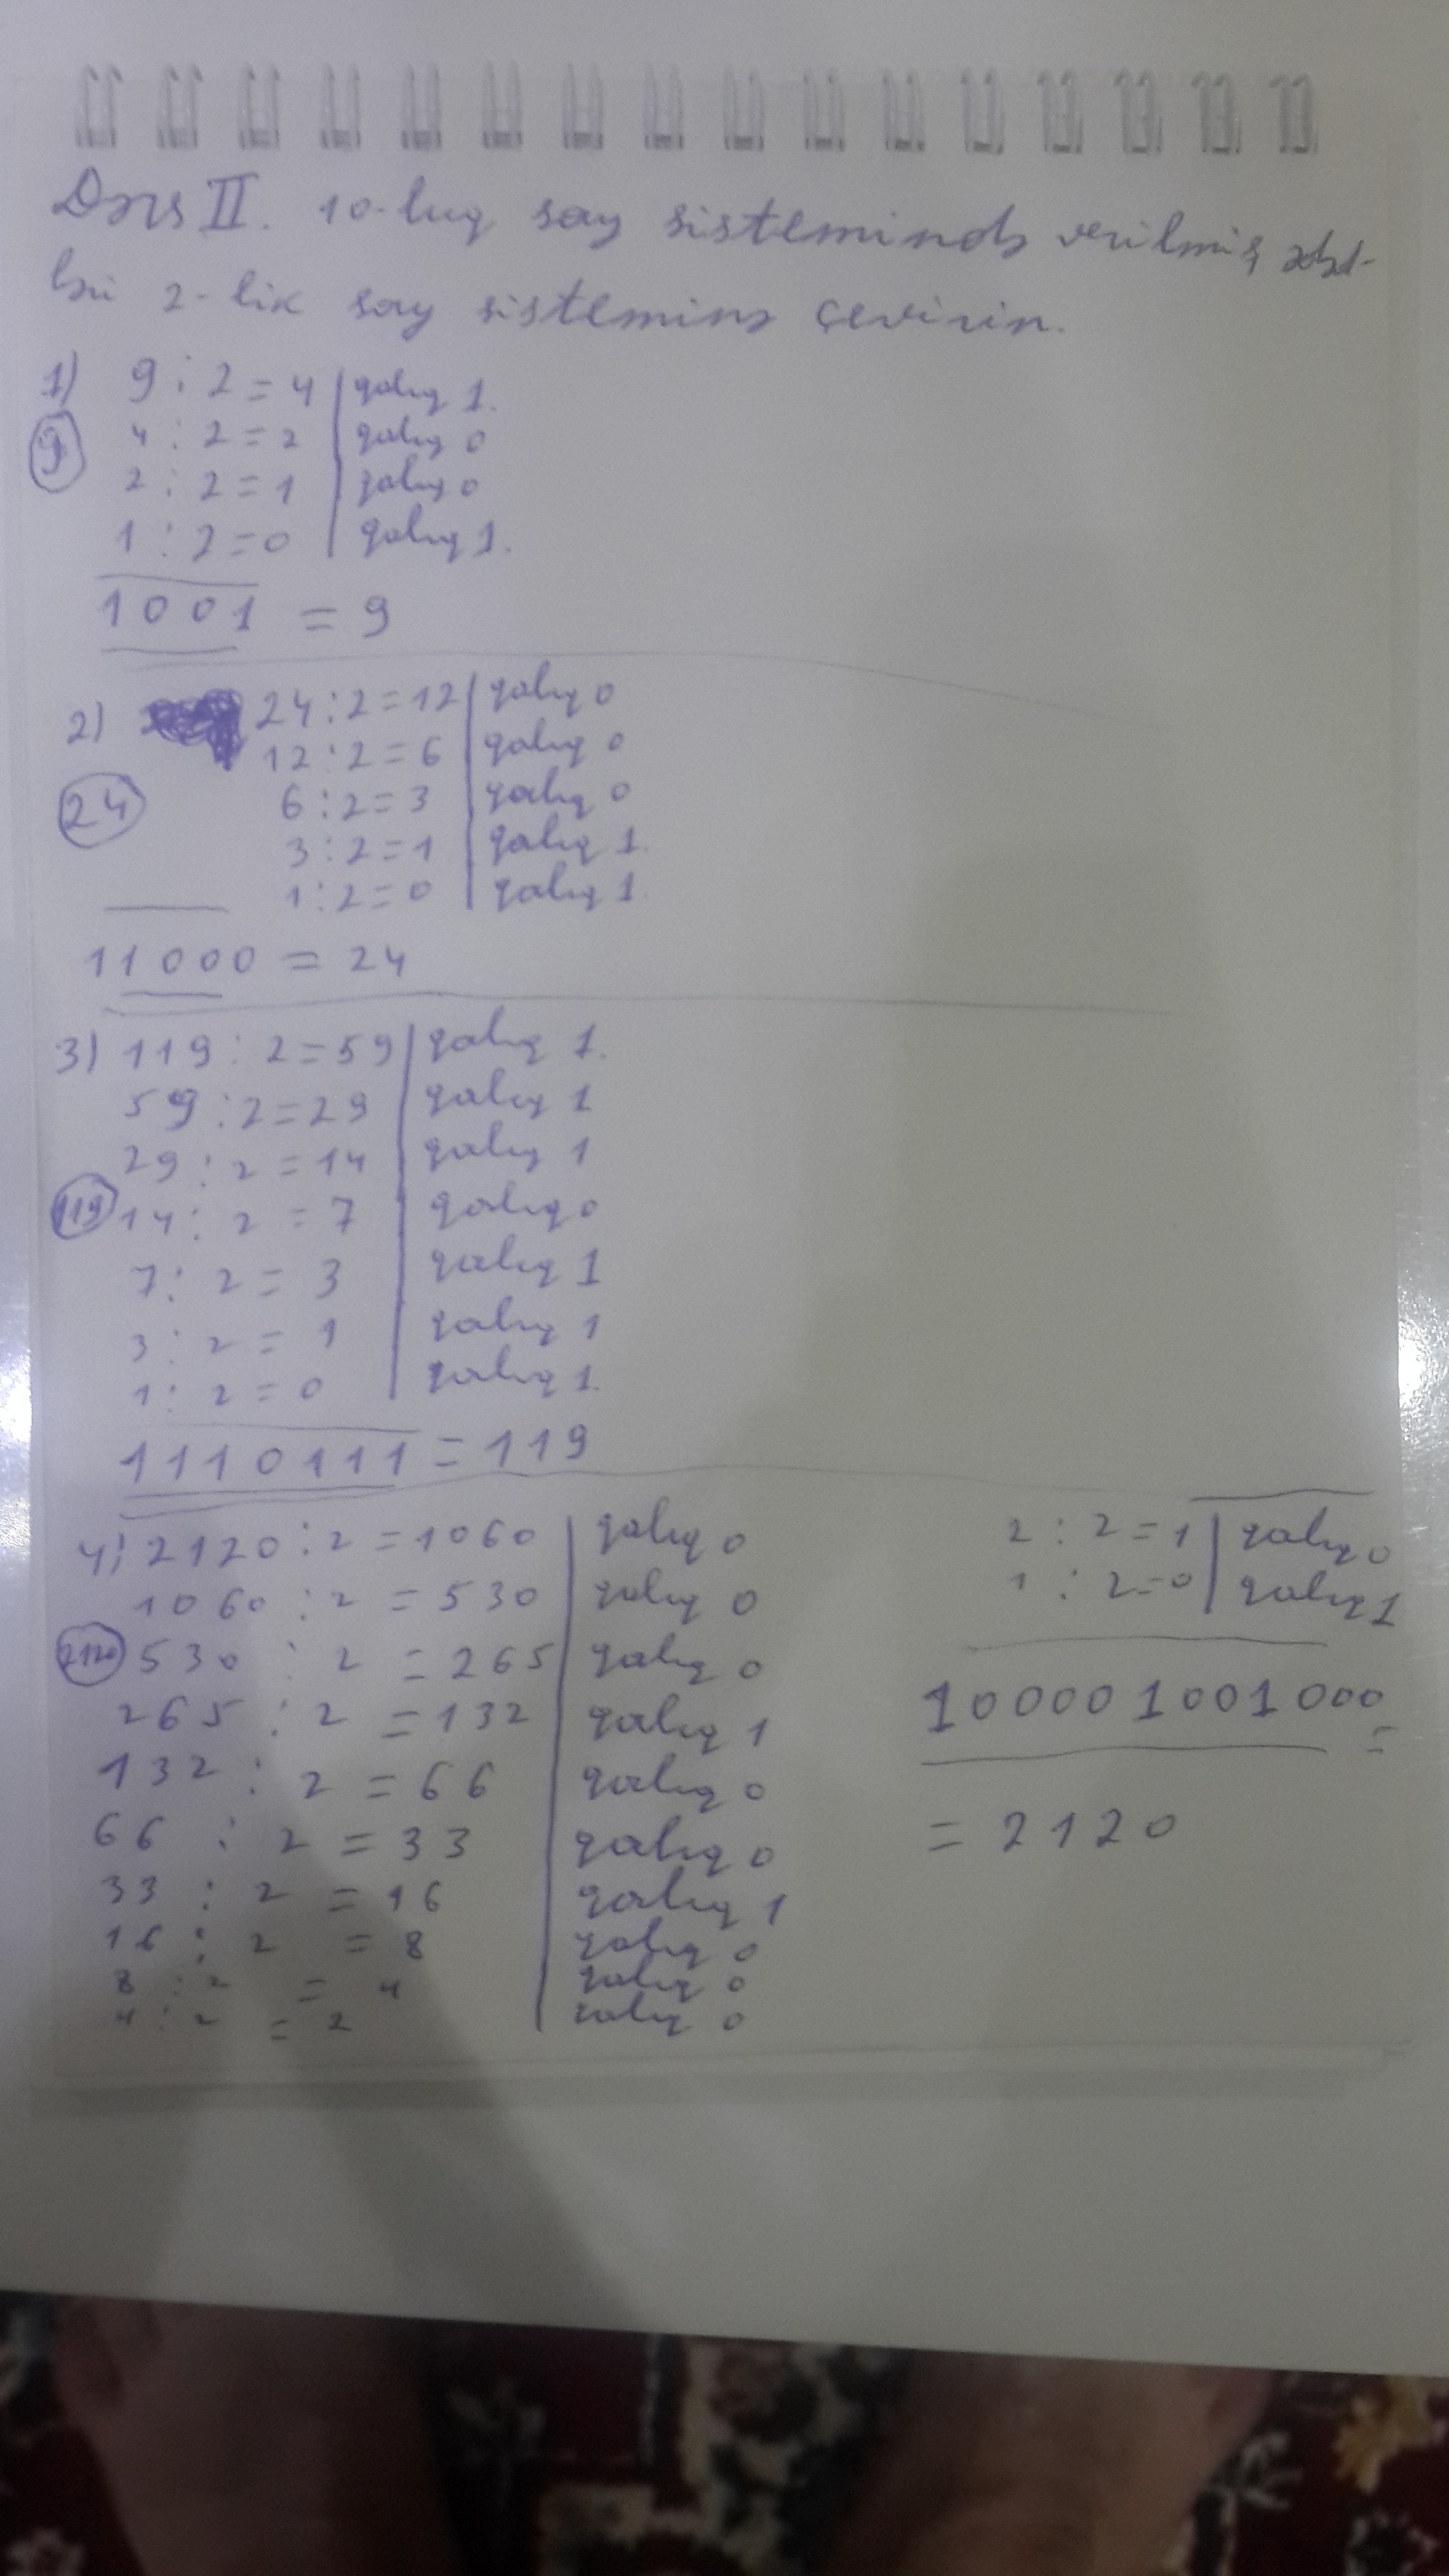 Dərs II. 10-luq say sistemində verilmiş ədəd-
ləri 2-lik say sisteminə çevirin.
1) 9 : 2 = 4 | qalıq 1.
9
4 : 2 = 2 | qalıq 0
2 : 2 = 1 | qalıq 0
1 : 2 = 0 | qalıq 1.
1001 = 9
2) 24 : 2 = 12 | qalıq 0
12 : 2 = 6 | qalıq 0
24
6 : 2 = 3 | qalıq 0
3 : 2 = 1 | qalıq 1.
1 : 2 = 0 | qalıq 1.
11000 = 24
3) 119 : 2 = 59 | qalıq 1.
59 : 2 = 29 | qalıq 1
29 : 2 = 14 | qalıq 1
119
14 : 2 = 7 | qalıq 0
7 : 2 = 3 | qalıq 1
3 : 2 = 1 | qalıq 1
1 : 2 = 0 | qalıq 1.
1110111 = 119
4) 2120 : 2 = 1060 | qalıq 0
1060 : 2 = 530 | qalıq 0
2120
530 : 2 = 265 | qalıq 0
265 : 2 = 132 | qalıq 1
132 : 2 = 66 | qalıq 0
66 : 2 = 33 | qalıq 0
33 : 2 = 16 | qalıq 1
16 : 2 = 8 | qalıq 0
8 : 2 = 4 | qalıq 0
4 : 2 = 2 | qalıq 0
2 : 2 = 1 | qalıq 0
1 : 2 = 0 | qalıq 1
100001001000 =
= 2120